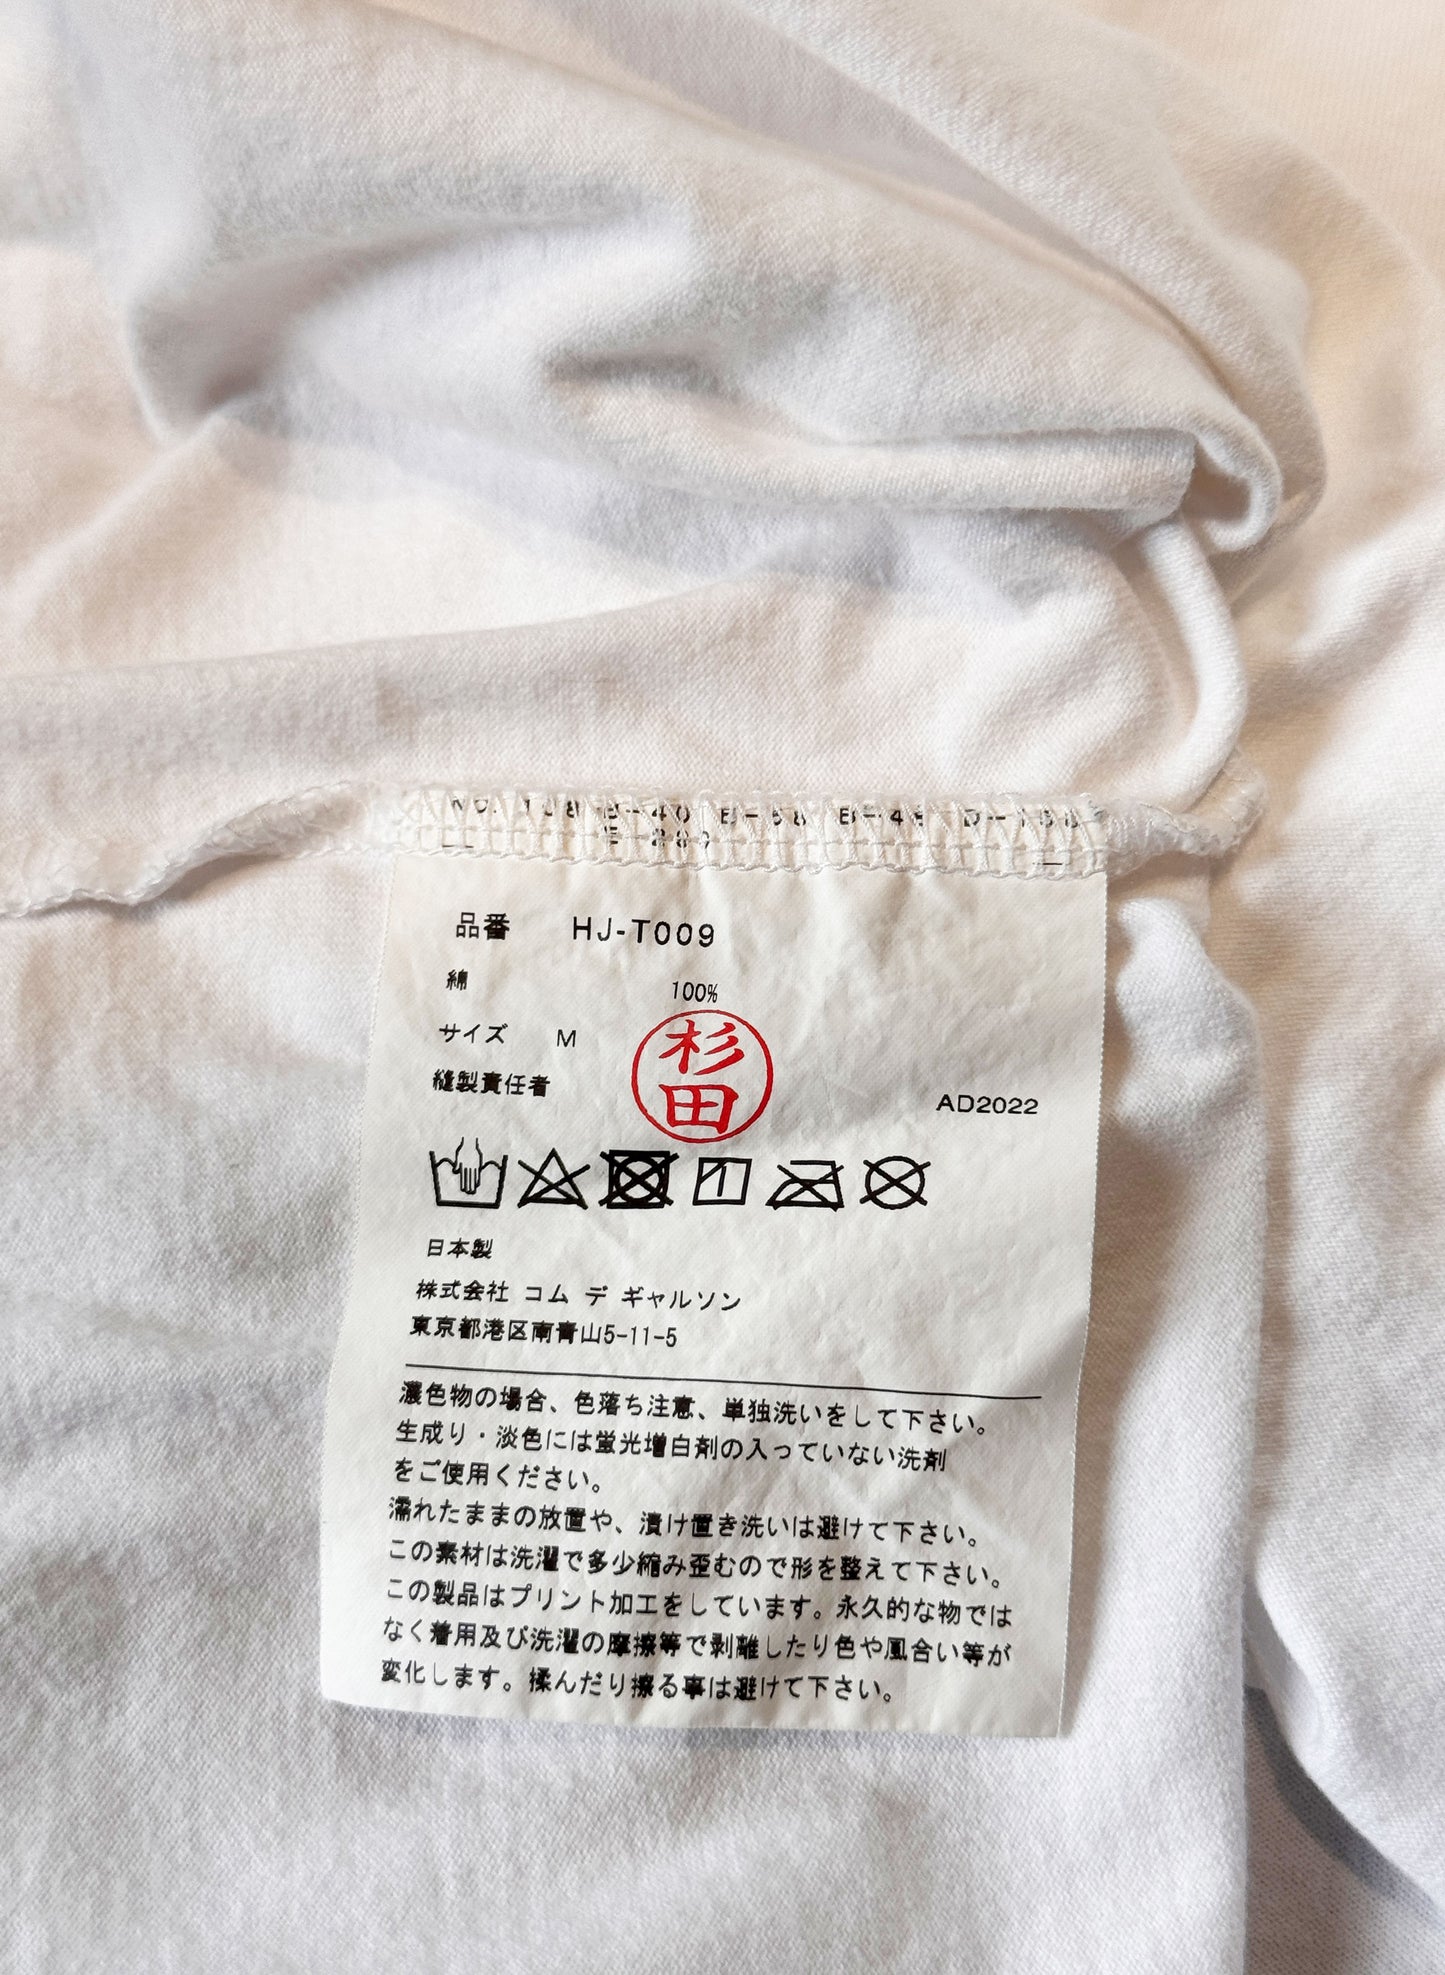 品番 HJ-T009
綿 100%
サイズ M
縫製責任者 杉田
AD2022
日本製
株式会社 コム デ ギャルソン
東京都港区南青山5-11-5
濃色物の場合、色落ち注意、単独洗いをして下さい。
生成り・淡色には蛍光増白剤の入っていない洗剤
をご使用ください。
濡れたままの放置や、漬け置き洗いは避けて下さい。
この素材は洗濯で多少縮み歪むので形を整えて下さい。
この製品はプリント加工をしています。永久的な物では
なく着用及び洗濯の摩擦等で剥離したり色や風合い等が
変化します。揉んだり擦る事は避けて下さい。